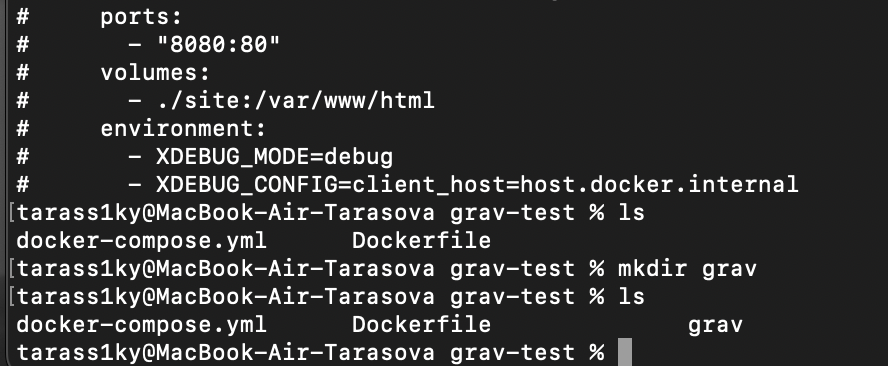 #      ports:
#        - "8080:80"
#      volumes:
#        - ./site:/var/www/html
#      environment:
#        - XDEBUG_MODE=debug
#        - XDEBUG_CONFIG=client_host=host.docker.internal
[tarass1ky@MacBook-Air-Tarasova grav-test % ls
docker-compose.yml      Dockerfile
[tarass1ky@MacBook-Air-Tarasova grav-test % mkdir grav
[tarass1ky@MacBook-Air-Tarasova grav-test % ls
docker-compose.yml      Dockerfile              grav
tarass1ky@MacBook-Air-Tarasova grav-test %